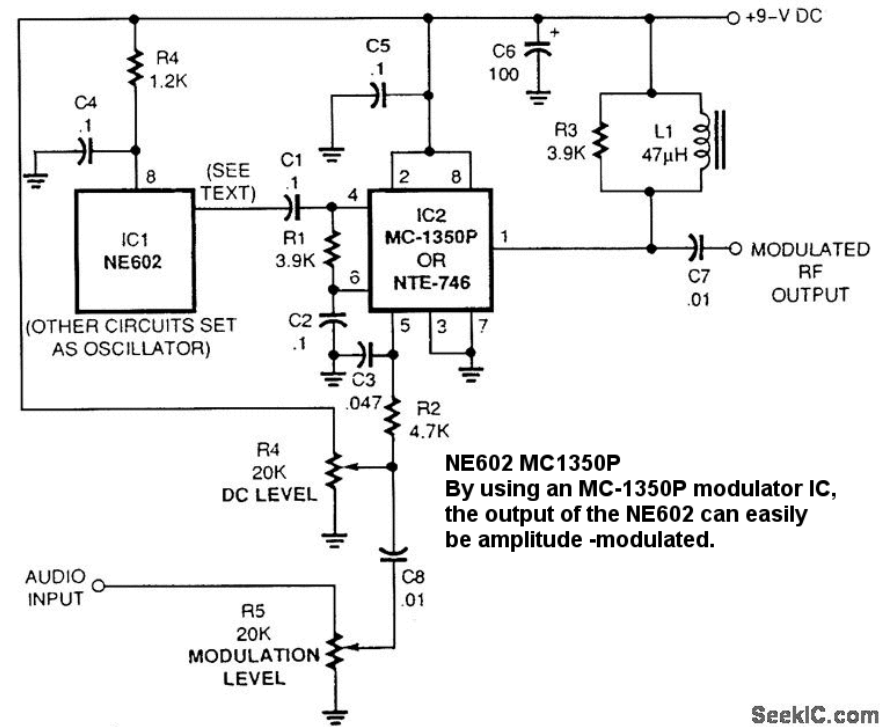 +9-V DC
R4
1.2K
C4
.1
8
(SEE
TEXT)
IC1
NE602
(OTHER CIRCUITS SET
AS OSCILLATOR)
C5
.1
C6
+
100
R3
3.9K
L1
47µH
C1
.1
4
2
8
IC2
MC-1350P
OR
NTE-746
1
R1
3.9K
6
5
3
7
C7
.01
MODULATED
RF
OUTPUT
C2
.1
C3
.047
R2
4.7K
R4
20K
DC LEVEL
NE602 MC1350P
By using an MC-1350P modulator IC,
the output of the NE602 can easily
be amplitude -modulated.
C8
.01
AUDIO
INPUT
R5
20K
MODULATION
LEVEL
SeekIC.com